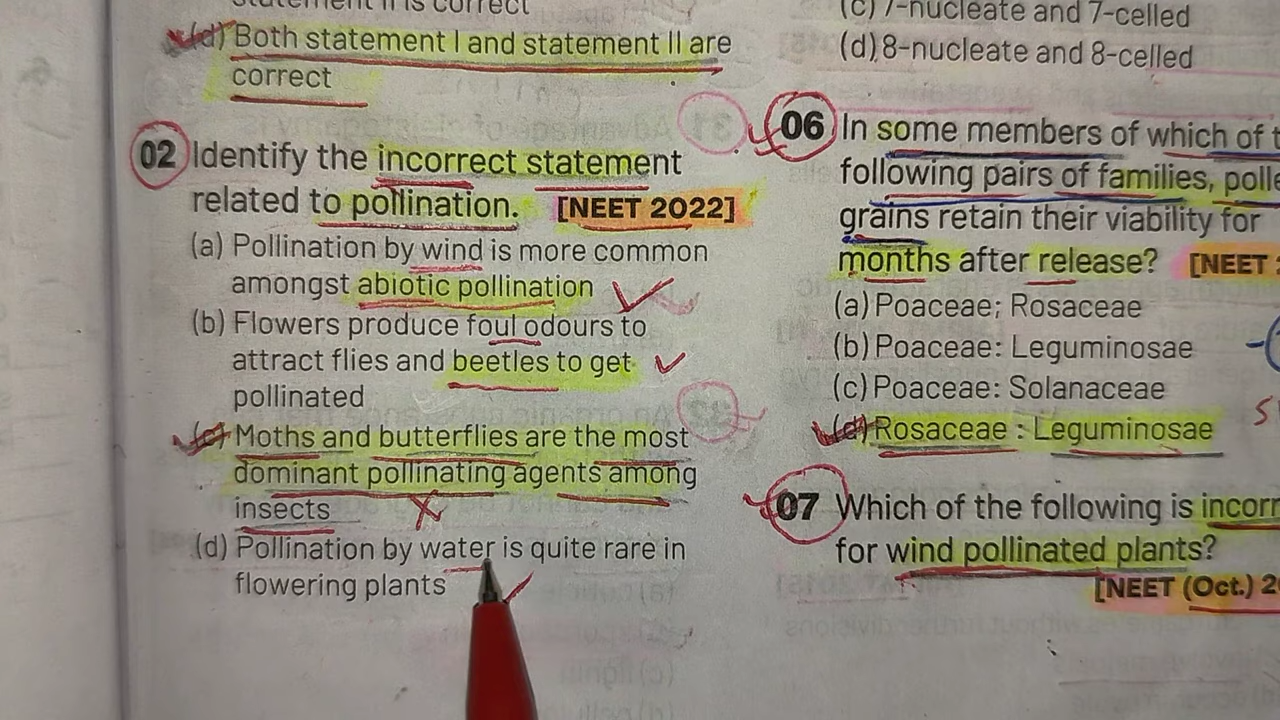 statement II is correct
(d) Both statement I and statement II are
correct
02 Identify the incorrect statement
related to pollination. [NEET 2022]
(a) Pollination by wind is more common
amongst abiotic pollination
(b) Flowers produce foul odours to
attract flies and beetles to get
pollinated
(c) Moths and butterflies are the most
dominant pollinating agents among
insects
(d) Pollination by water is quite rare in
flowering plants
(c) 7-nucleate and 7-celled
(d) 8-nucleate and 8-celled
06 In some members of which of t
following pairs of families, polle
grains retain their viability for
months after release? [NEET
(a) Poaceae; Rosaceae
(b) Poaceae: Leguminosae
(c) Poaceae: Solanaceae
(d) Rosaceae : Leguminosae
07 Which of the following is incorr
for wind pollinated plants?
[NEET (Oct.) 2